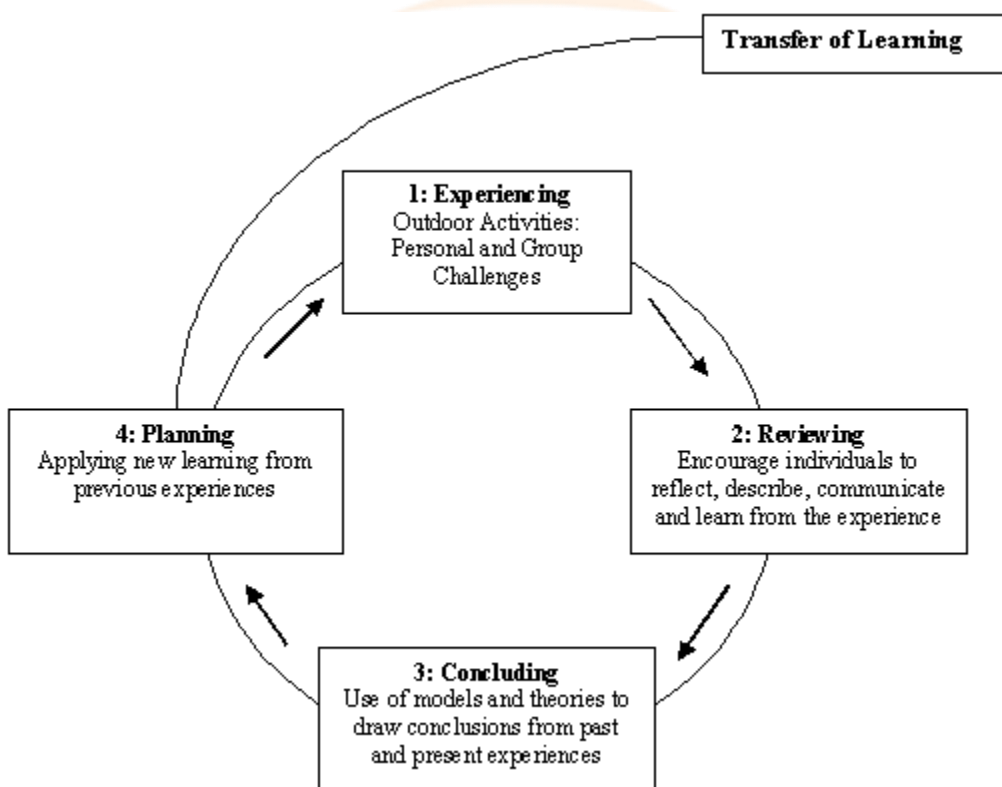 Transfer of Learning
1: Experiencing
Outdoor Activities:
Personal and Group
Challenges
2: Reviewing
Encourage individuals to
reflect, describe, communicate
and learn from the experience
3: Concluding
Use of models and theories to
draw conclusions from past
and present experiences
4: Planning
Applying new learning from
previous experiences